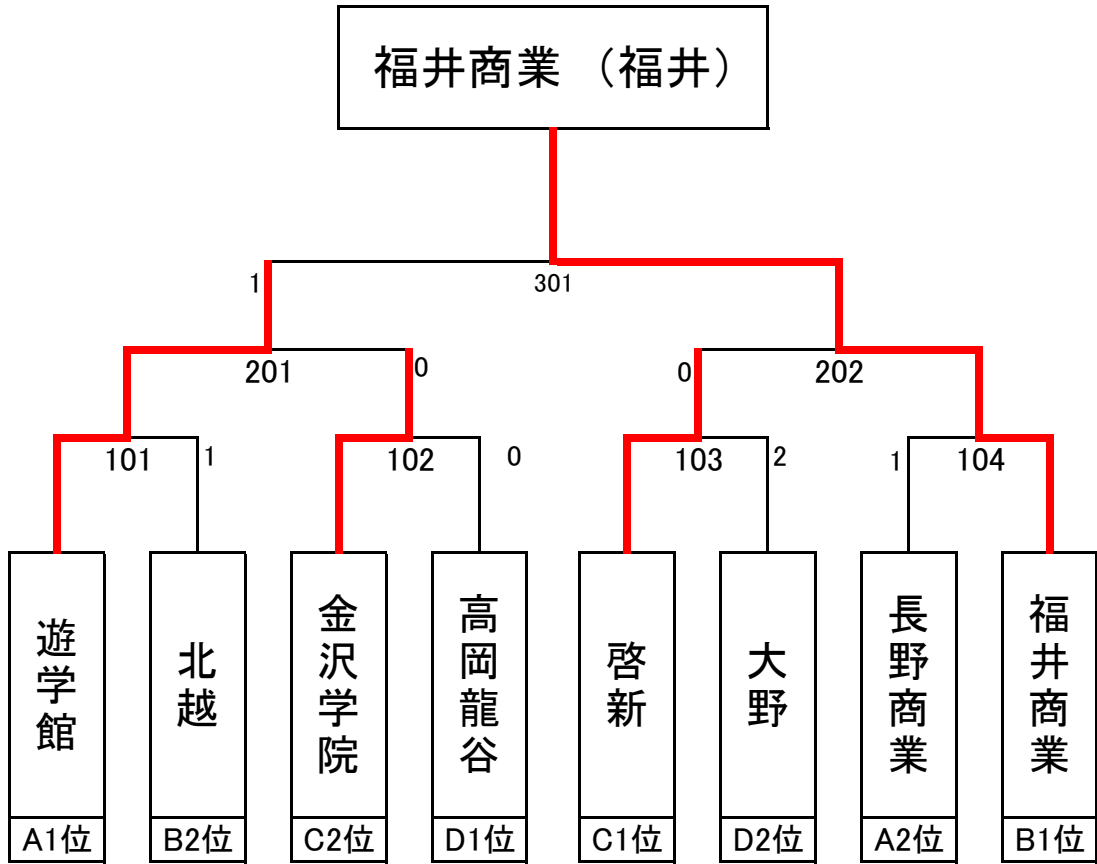 福井商業 （福井）
1
301
201
0
0
202
101
1
102
0
103
2
1
104
遊学館
北越
金沢学院
高岡龍谷
啓新
大野
長野商業
福井商業
A1位
B2位
C2位
D1位
C1位
D2位
A2位
B1位